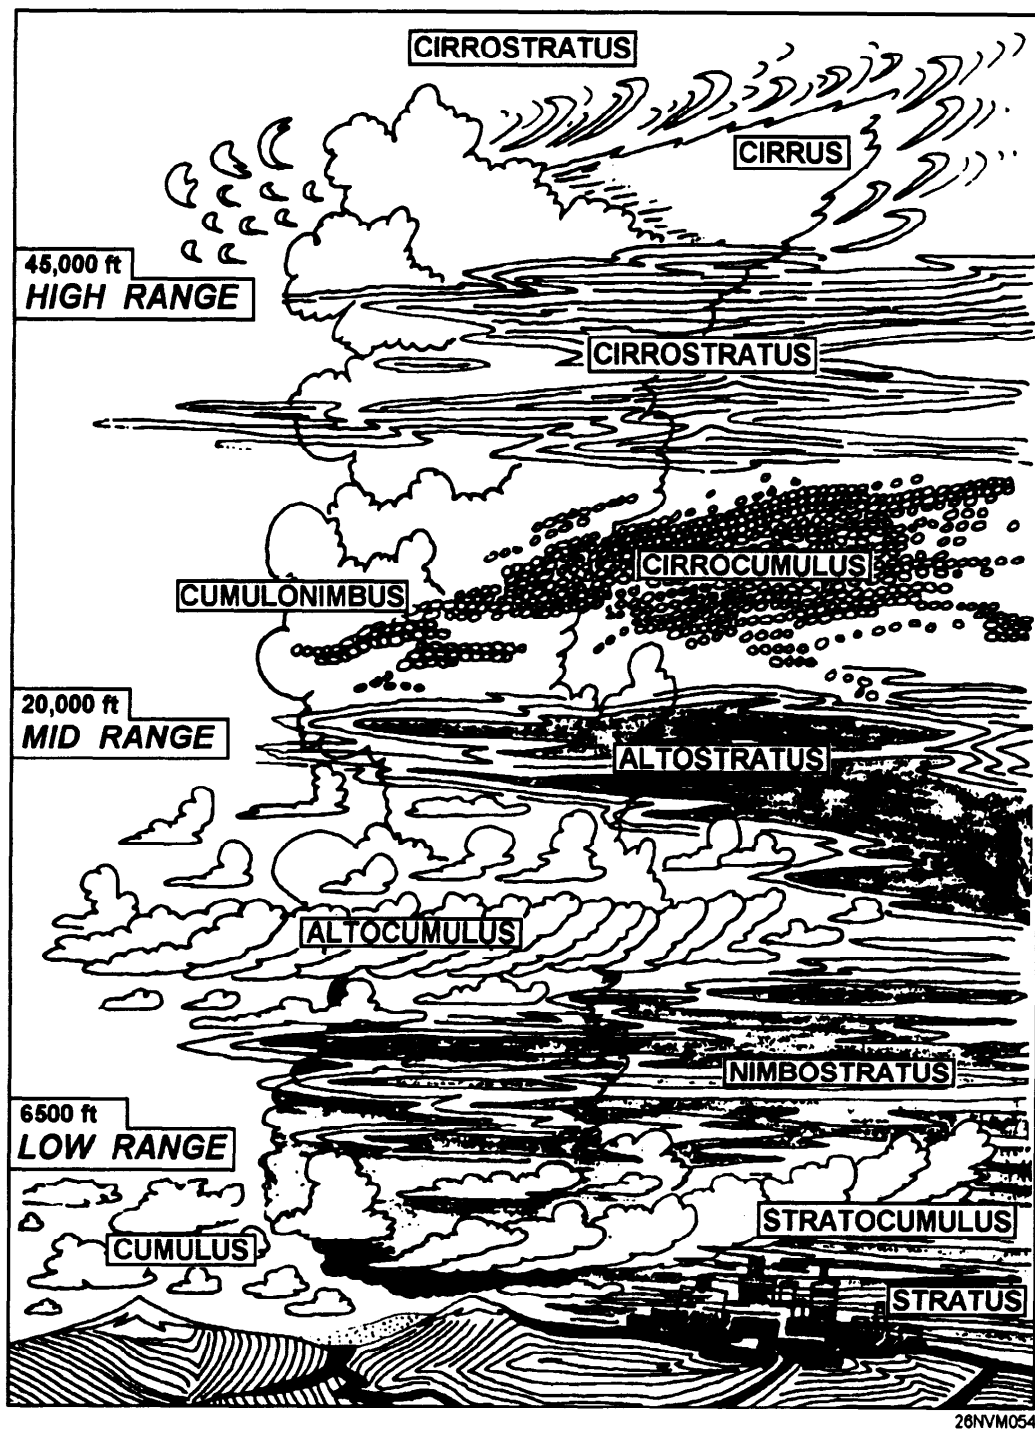 CIRROSTRATUS
CIRRUS
45,000 ft
HIGH RANGE
CIRROSTRATUS
CIRROCUMULUS
CUMULONIMBUS
20,000 ft
MID RANGE
ALTOSTRATUS
ALTOCUMULUS
NIMBOSTRATUS
6500 ft
LOW RANGE
STRATOCUMULUS
CUMULUS
STRATUS
26NVM054